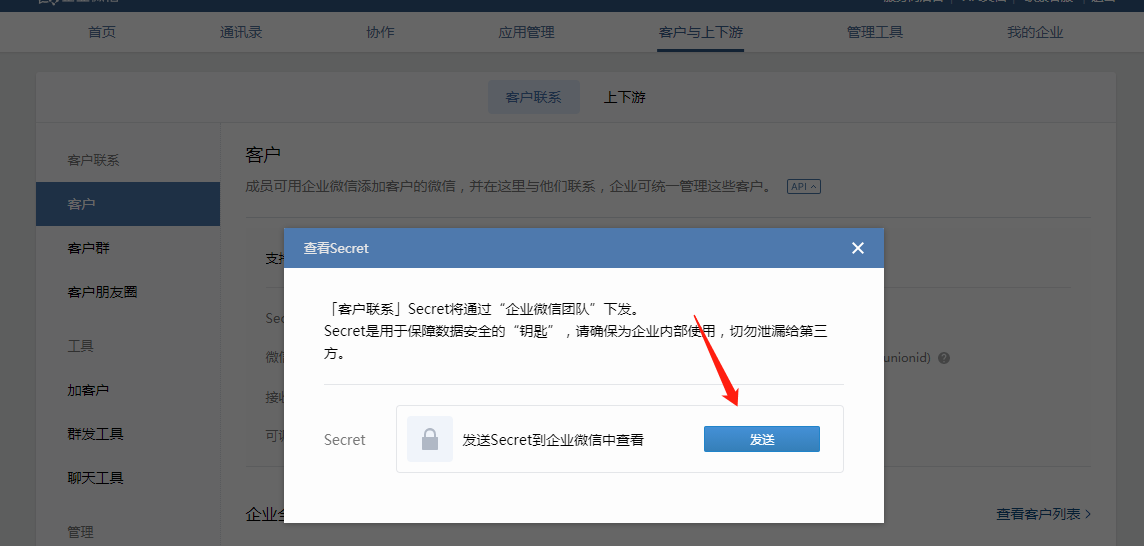 首页 通讯录 协作 应用管理 客户与上下游 管理工具 我的企业
客户联系 上下游
客户联系
客户
客户群
客户朋友圈
工具
加客户
群发工具
聊天工具
管理
客户
成员可用企业微信添加客户的微信，并在这里与他们联系，企业可统一管理这些客户。 API
unionid)
查看Secret
「客户联系」Secret将通过“企业微信团队”下发。
Secret是用于保障数据安全的“钥匙”，请确保为企业内部使用，切勿泄漏给第三
方。
Secret 发送Secret到企业微信中查看 发送
查看客户列表